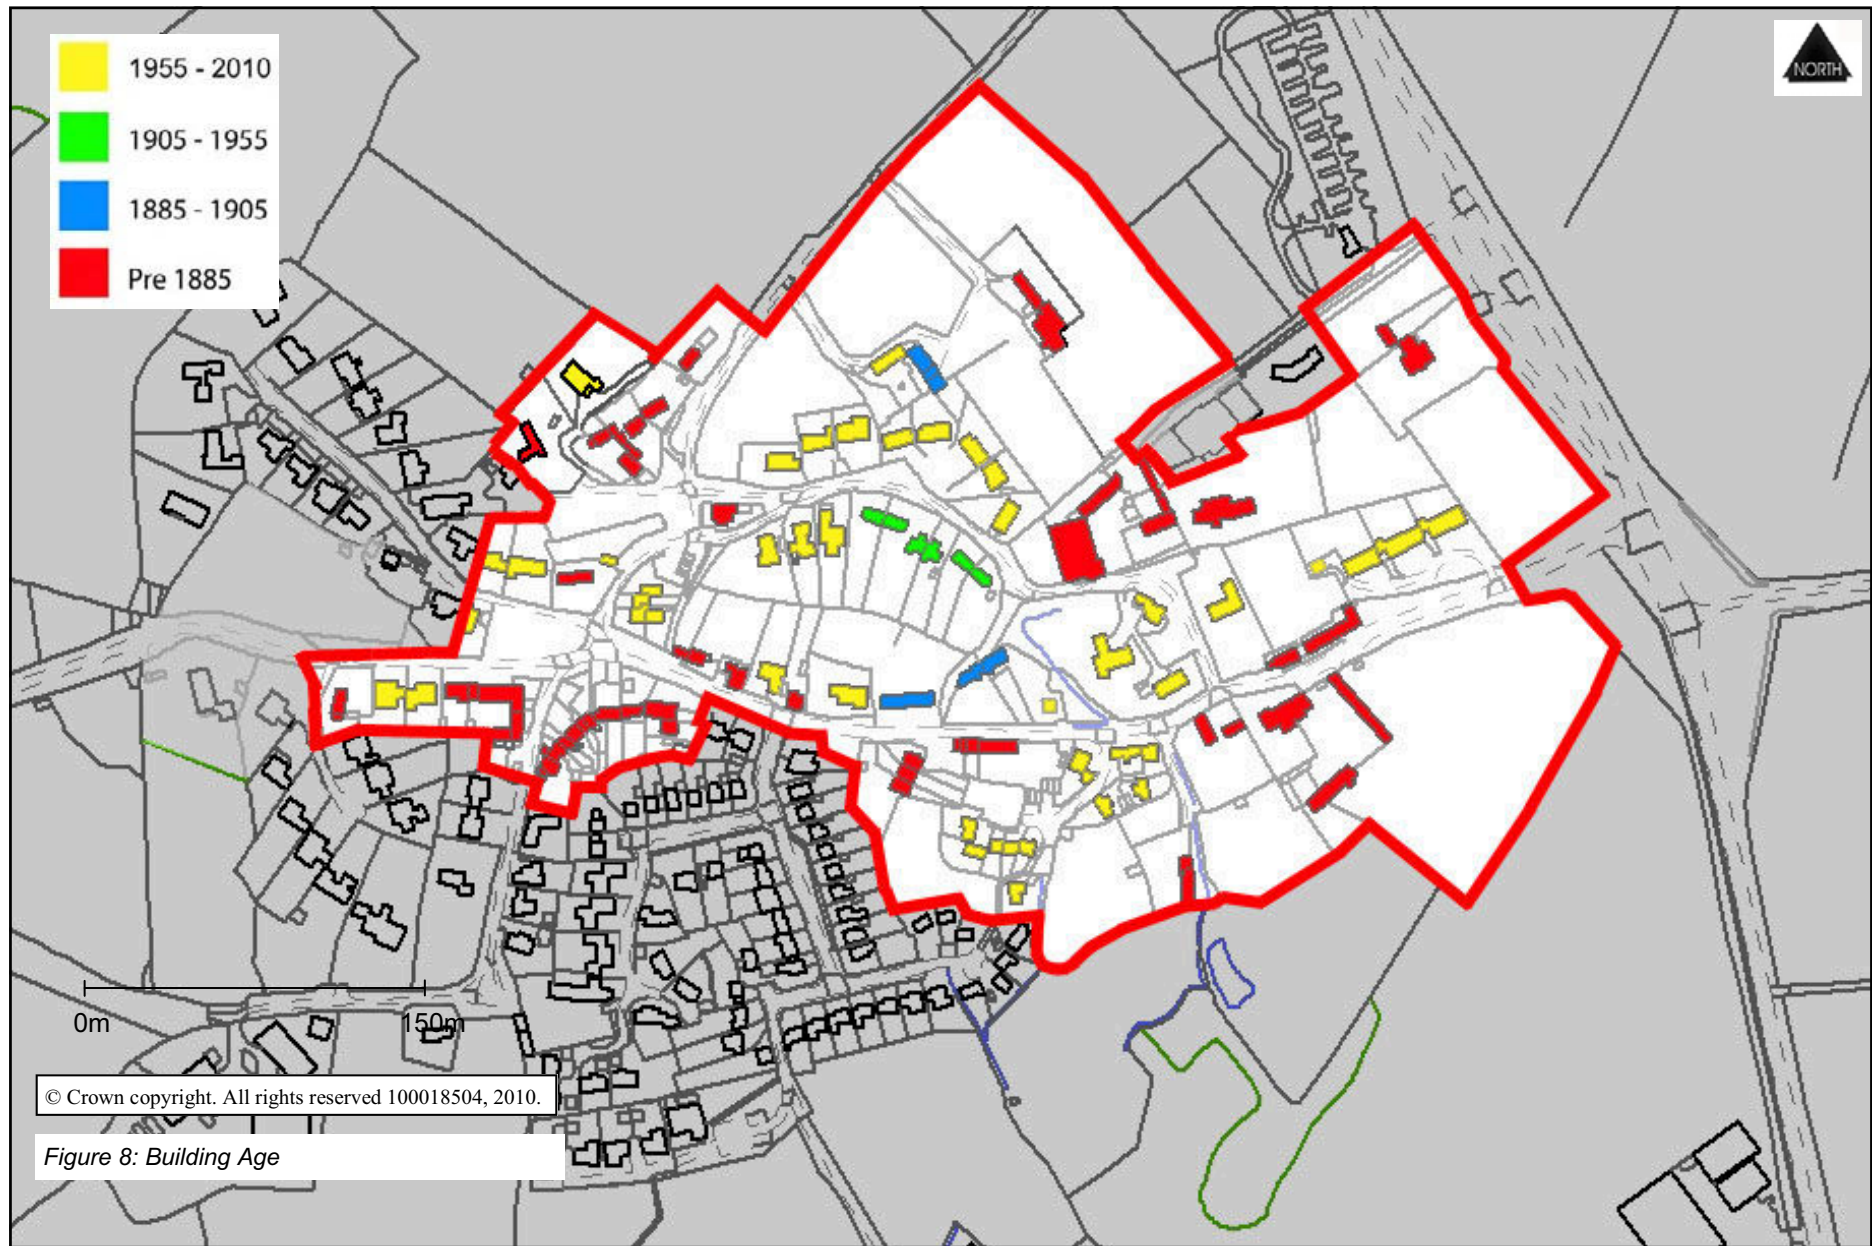 1955 - 2010
1905 - 1955
1885 - 1905
Pre 1885
NORTH
0m 150m
© Crown copyright. All rights reserved 100018504, 2010.
Figure 8: Building Age